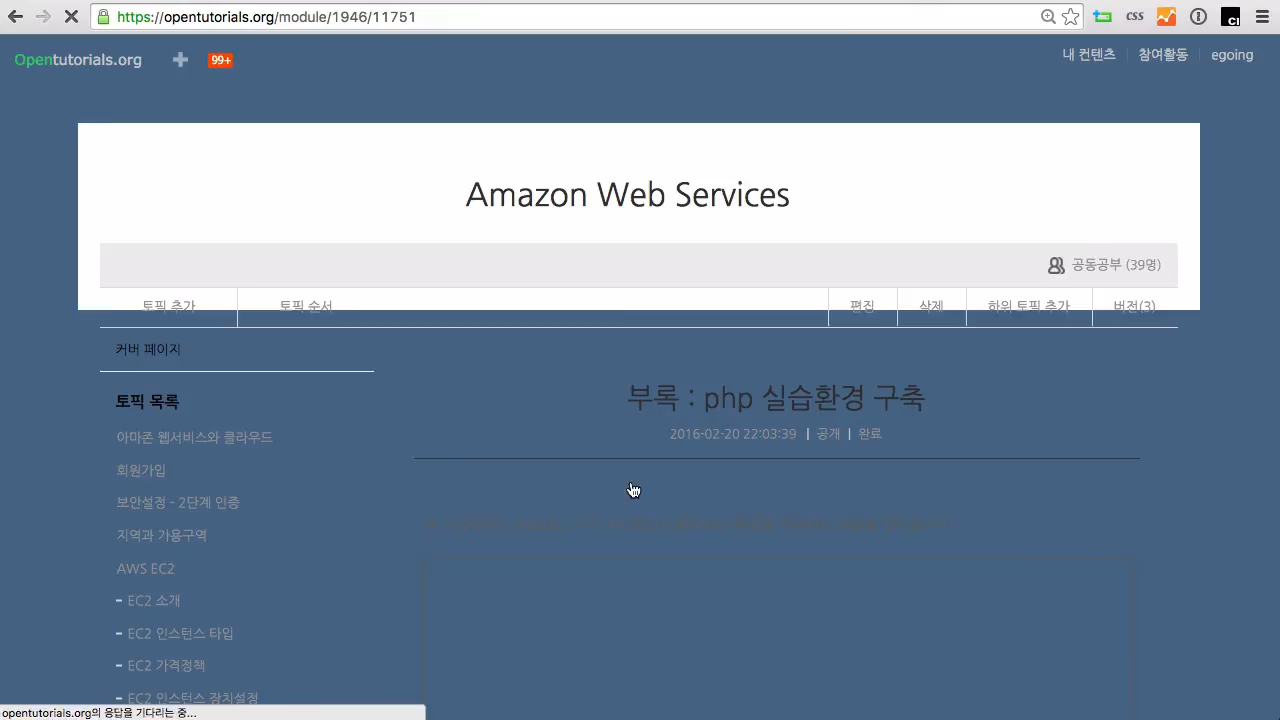 https://opentutorials.org/module/1946/11751
CSS
Opentutorials.org
99+
내 컨텐츠
참여활동
egoing
Amazon Web Services
공동공부 (39명)
토픽 추가
토픽 순서
편집
삭제
하위 토픽 추가
버전(3)
커버 페이지
토픽 목록
아마존 웹서비스와 클라우드
회원가입
보안설정 - 2단계 인증
지역과 가용구역
AWS EC2
EC2 소개
EC2 인스턴스 타입
EC2 가격정책
EC2 인스턴스 장치설정
부록 : php 실습환경 구축
2016-02-20 22:03:39 | 공개 | 완료
opentutorials.org의 응답을 기다리는 중...